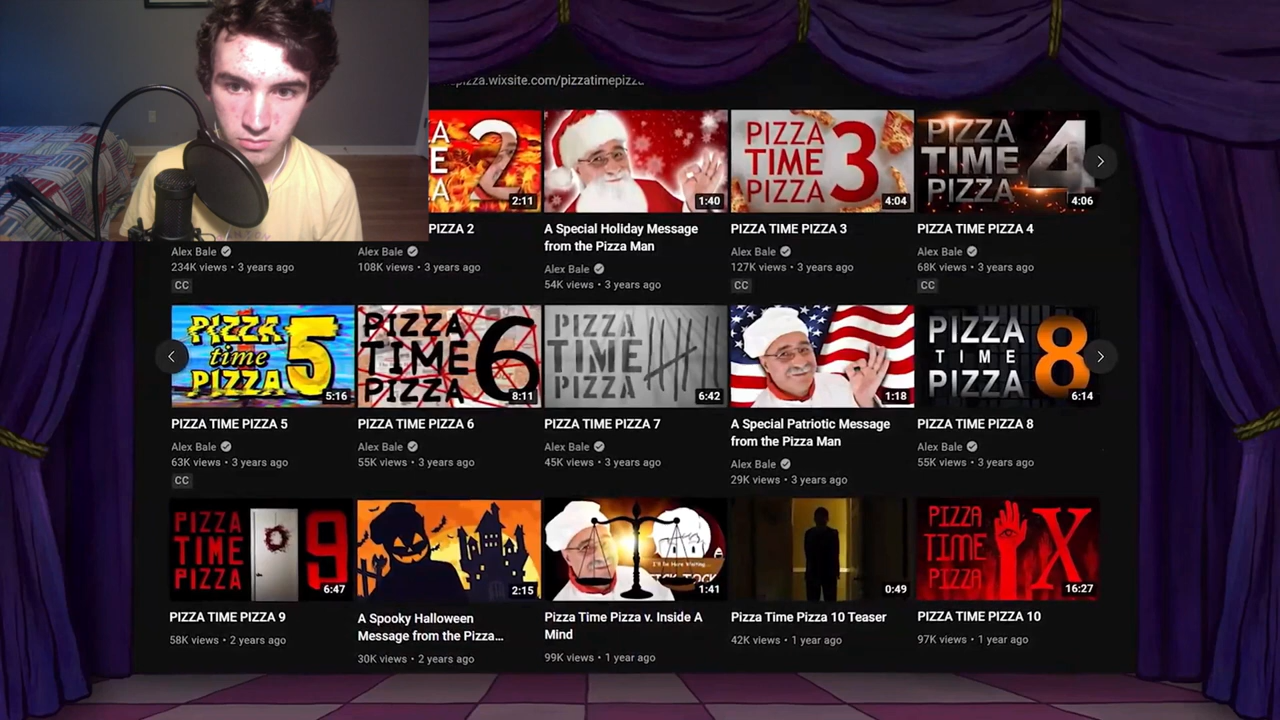 pizza.wixsite.com/pizzatimepizza
2
2:11
1:40
PIZZA
TIME
PIZZA
3
4:04
PIZZA
TIME
PIZZA
4
4:06
PIZZA 2
A Special Holiday Message
from the Pizza Man
PIZZA TIME PIZZA 3
PIZZA TIME PIZZA 4
Alex Bale
234K views • 3 years ago
CC
Alex Bale
108K views • 3 years ago
Alex Bale
54K views • 3 years ago
Alex Bale
127K views • 3 years ago
CC
Alex Bale
68K views • 3 years ago
CC
PIZZA
time
PIZZA
5
5:16
PIZZA
TIME
PIZZA
6
8:11
PIZZA
TIME
PIZZA
6:42
1:18
PIZZA
TIME
PIZZA
8
6:14
PIZZA TIME PIZZA 5
Alex Bale
63K views • 3 years ago
CC
PIZZA TIME PIZZA 6
Alex Bale
55K views • 3 years ago
PIZZA TIME PIZZA 7
Alex Bale
45K views • 3 years ago
A Special Patriotic Message
from the Pizza Man
Alex Bale
29K views • 3 years ago
PIZZA TIME PIZZA 8
Alex Bale
55K views • 3 years ago
PIZZA
TIME
PIZZA
9
6:47
2:15
I'll Be Here Waiting...
TICK TOCK
1:41
0:49
PIZZA
TIME
PIZZA
X
16:27
PIZZA TIME PIZZA 9
58K views • 2 years ago
A Spooky Halloween
Message from the Pizza...
30K views • 2 years ago
Pizza Time Pizza v. Inside A
Mind
99K views • 1 year ago
Pizza Time Pizza 10 Teaser
42K views • 1 year ago
PIZZA TIME PIZZA 10
97K views • 1 year ago